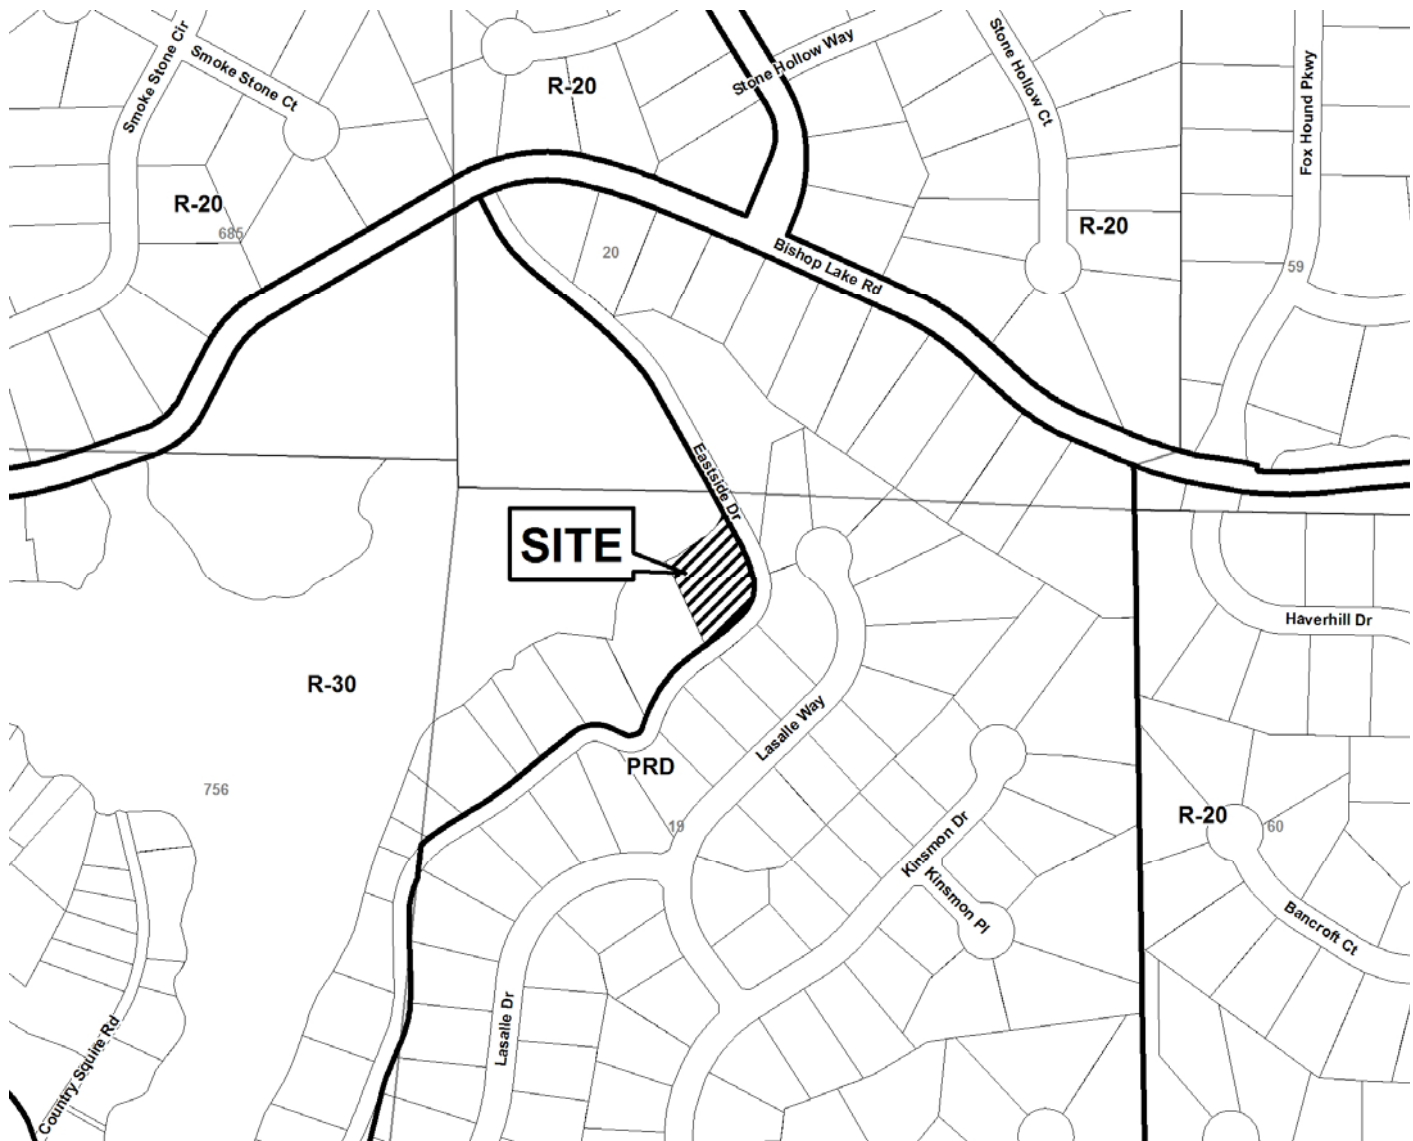 Smoke Stone Cir
Smoke Stone Ct
R-20
Stone Hollow Way
Stone Hollow Ct
Fox Hound Pkwy
R-20
685
20
Bishop Lake Rd
R-20
59
Eastside Dr
SITE
Haverhill Dr
R-30
Lasalle Way
PRD
756
19
Kinsmon Dr
R-20
60
Kinsmon Pl
Bancroft Ct
Lasalle Dr
Country Squire Rd